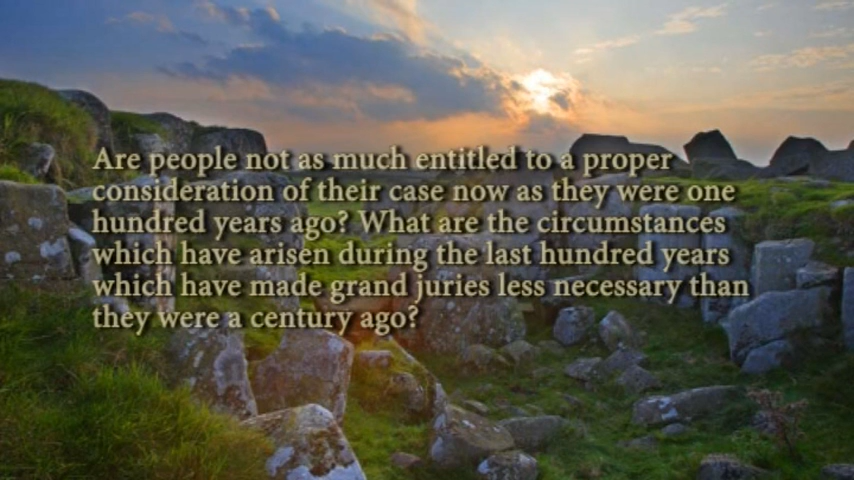 Are people not as much entitled to a proper
consideration of their case now as they were one
hundred years ago? What are the circumstances
which have arisen during the last hundred years
which have made grand juries less necessary than
they were a century ago?